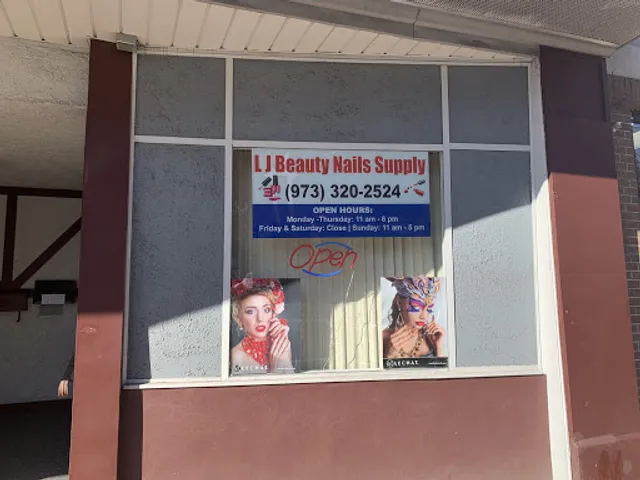 L J Beauty Nails Supply
(973) 320-2524
OPEN HOURS:
Monday -Thursday: 11 am - 6 pm
Friday & Saturday: Close | Sunday: 11 am - 5 pm
Open